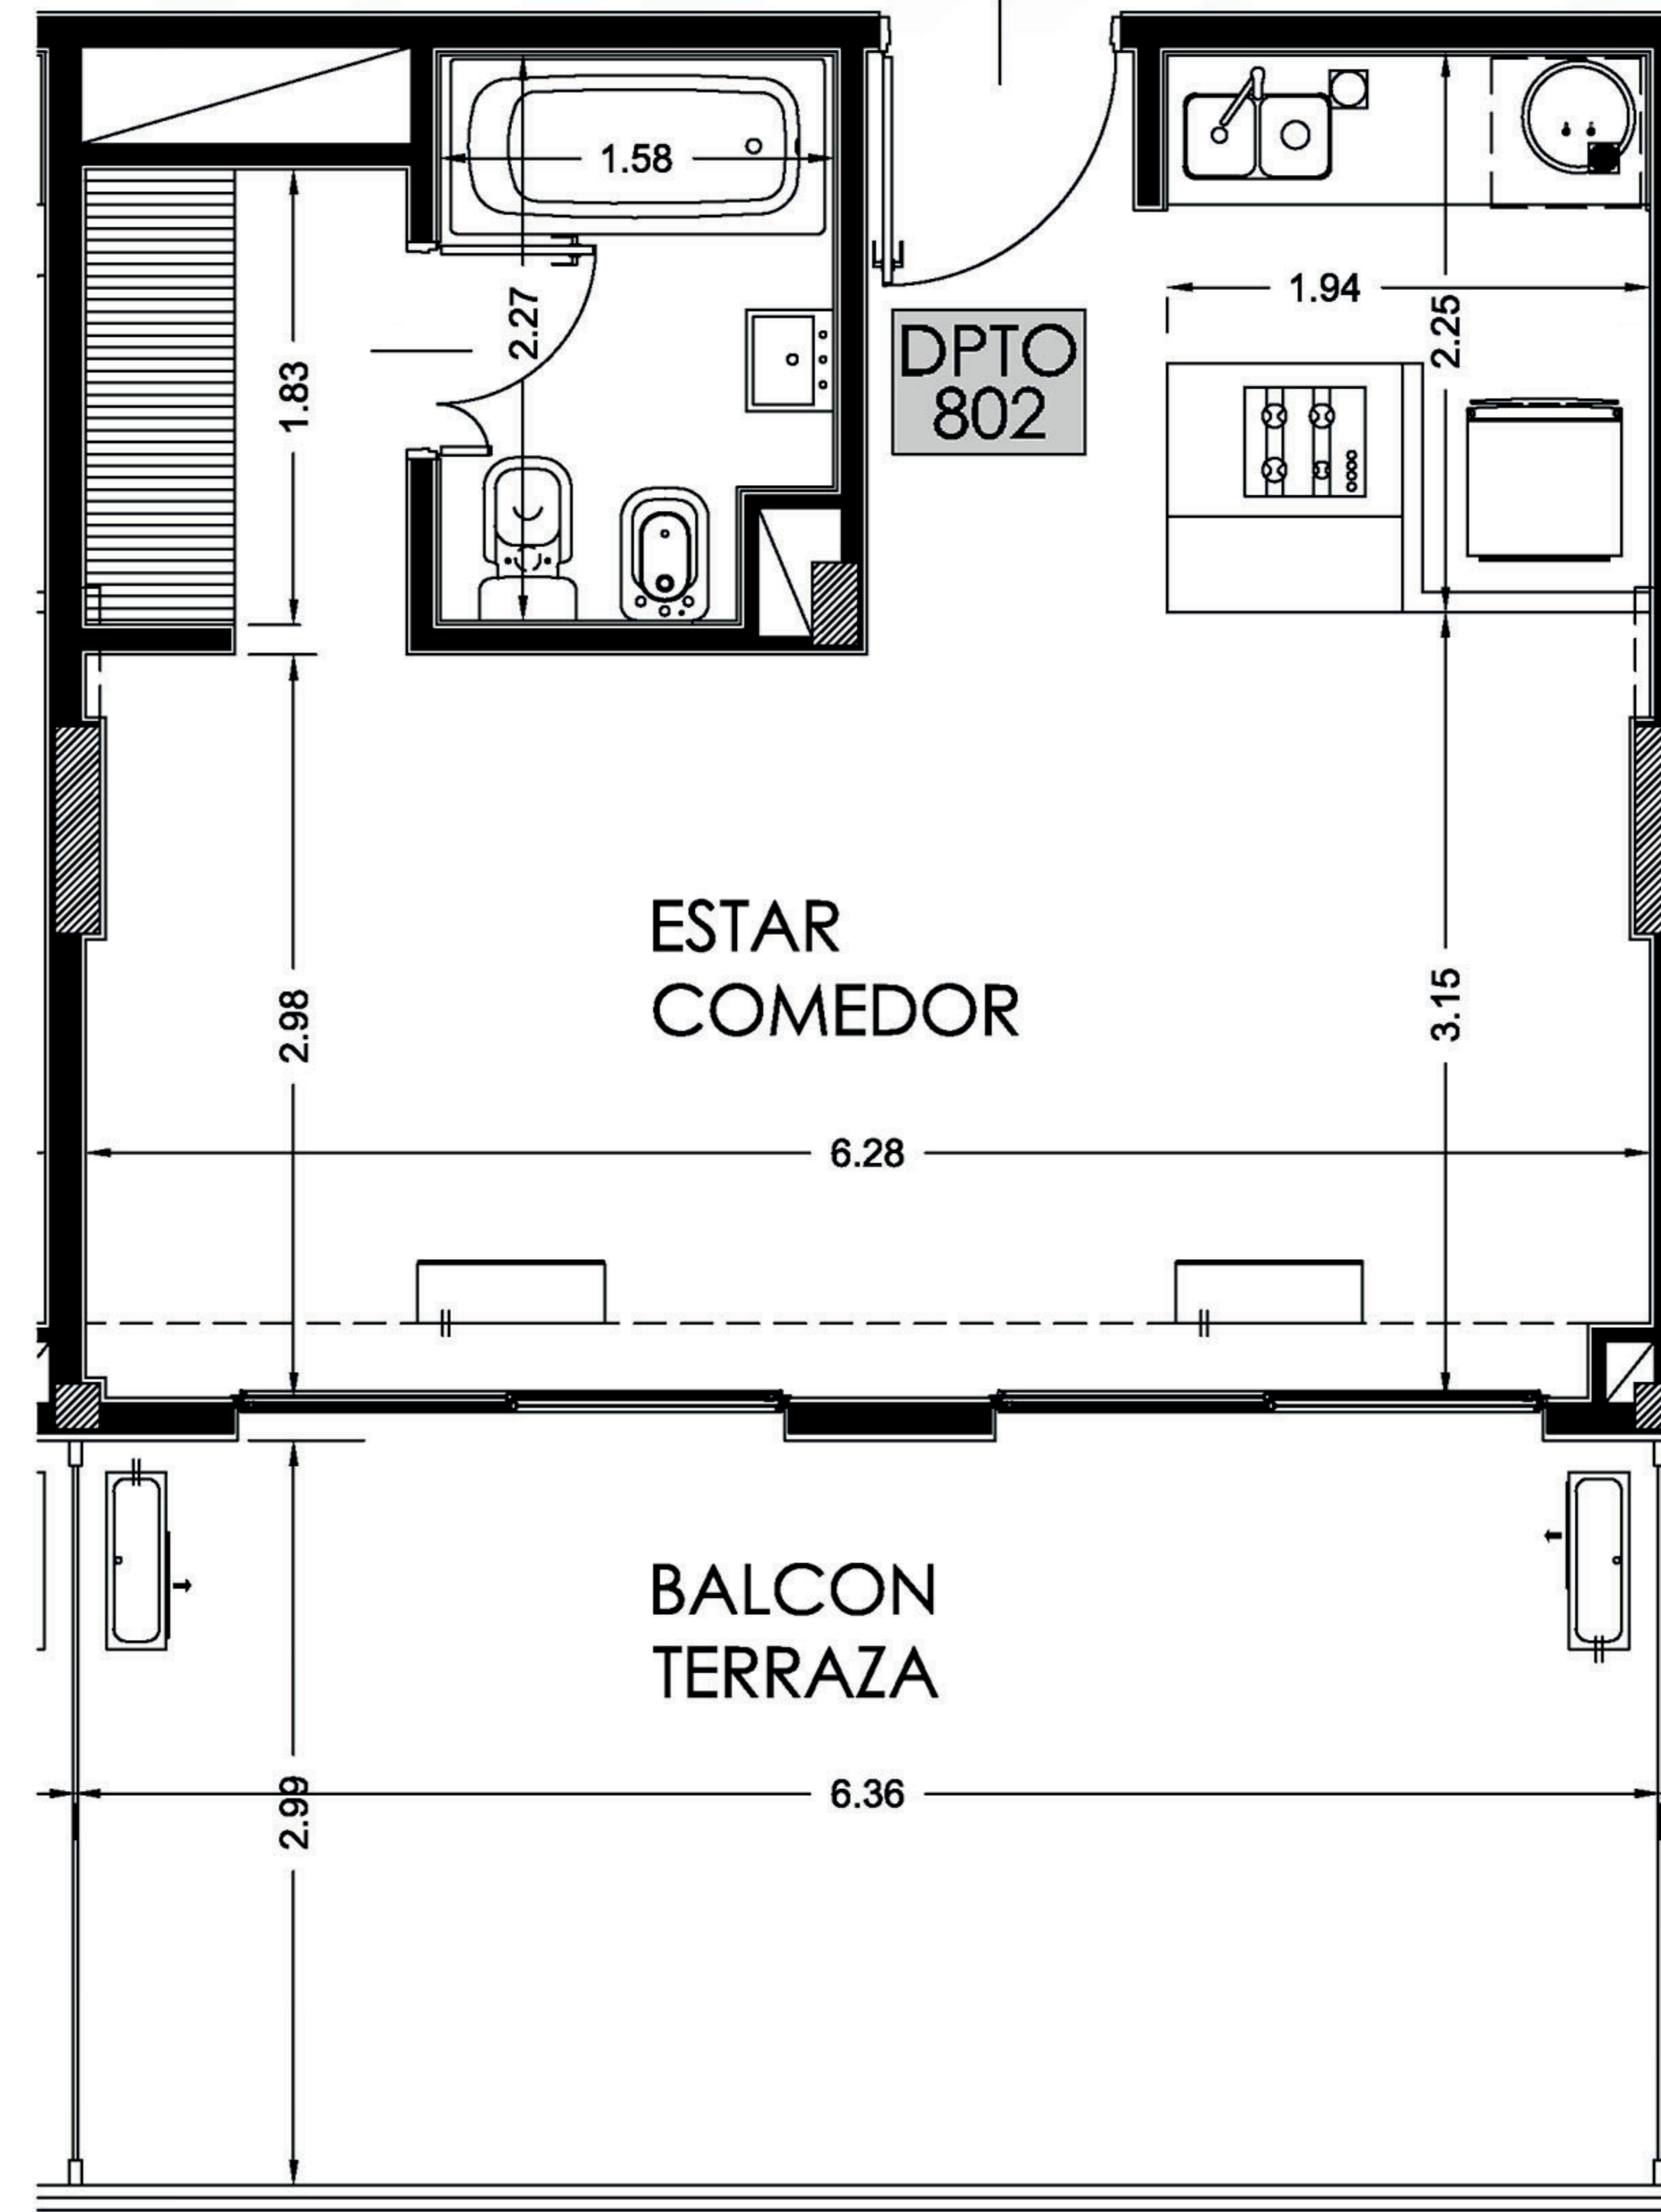 1.58
1.94
2.27
2.25
DPTO
802
1.83
ESTAR
COMEDOR
2.98
3.15
6.28
BALCON
TERRAZA
6.36
2.99